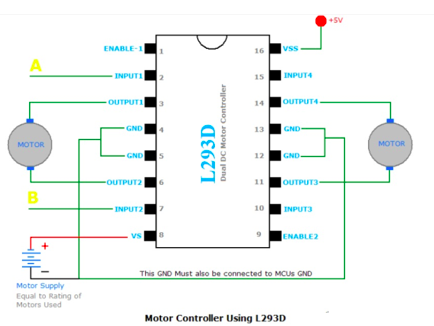 +5V
ENABLE-1 1 16 VSS
A
INPUT1 2 15 INPUT4
OUTPUT1 3 14 OUTPUT4
GND 4 13 GND
MOTOR L293D Dual DC Motor Controller MOTOR
GND 5 12 GND
OUTPUT2 6 11 OUTPUT3
B
INPUT2 7 10 INPUT3
VS 8 9 ENABLE2
+
−
This GND Must also be connected to MCUs GND
Motor Supply
Equal to Rating of
Motors Used
Motor Controller Using L293D